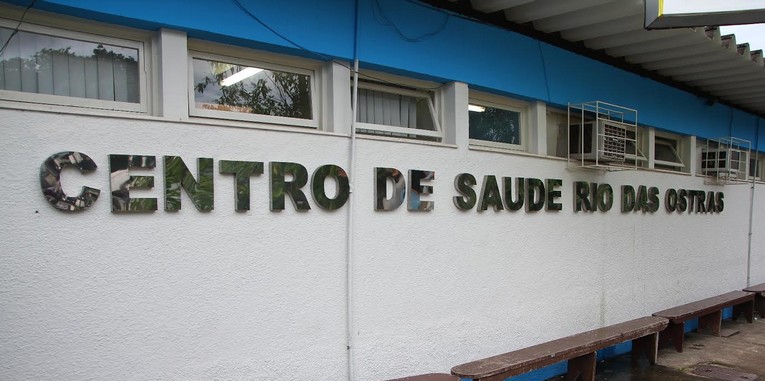 CENTRO DE SAUDE RIO DAS OSTRAS